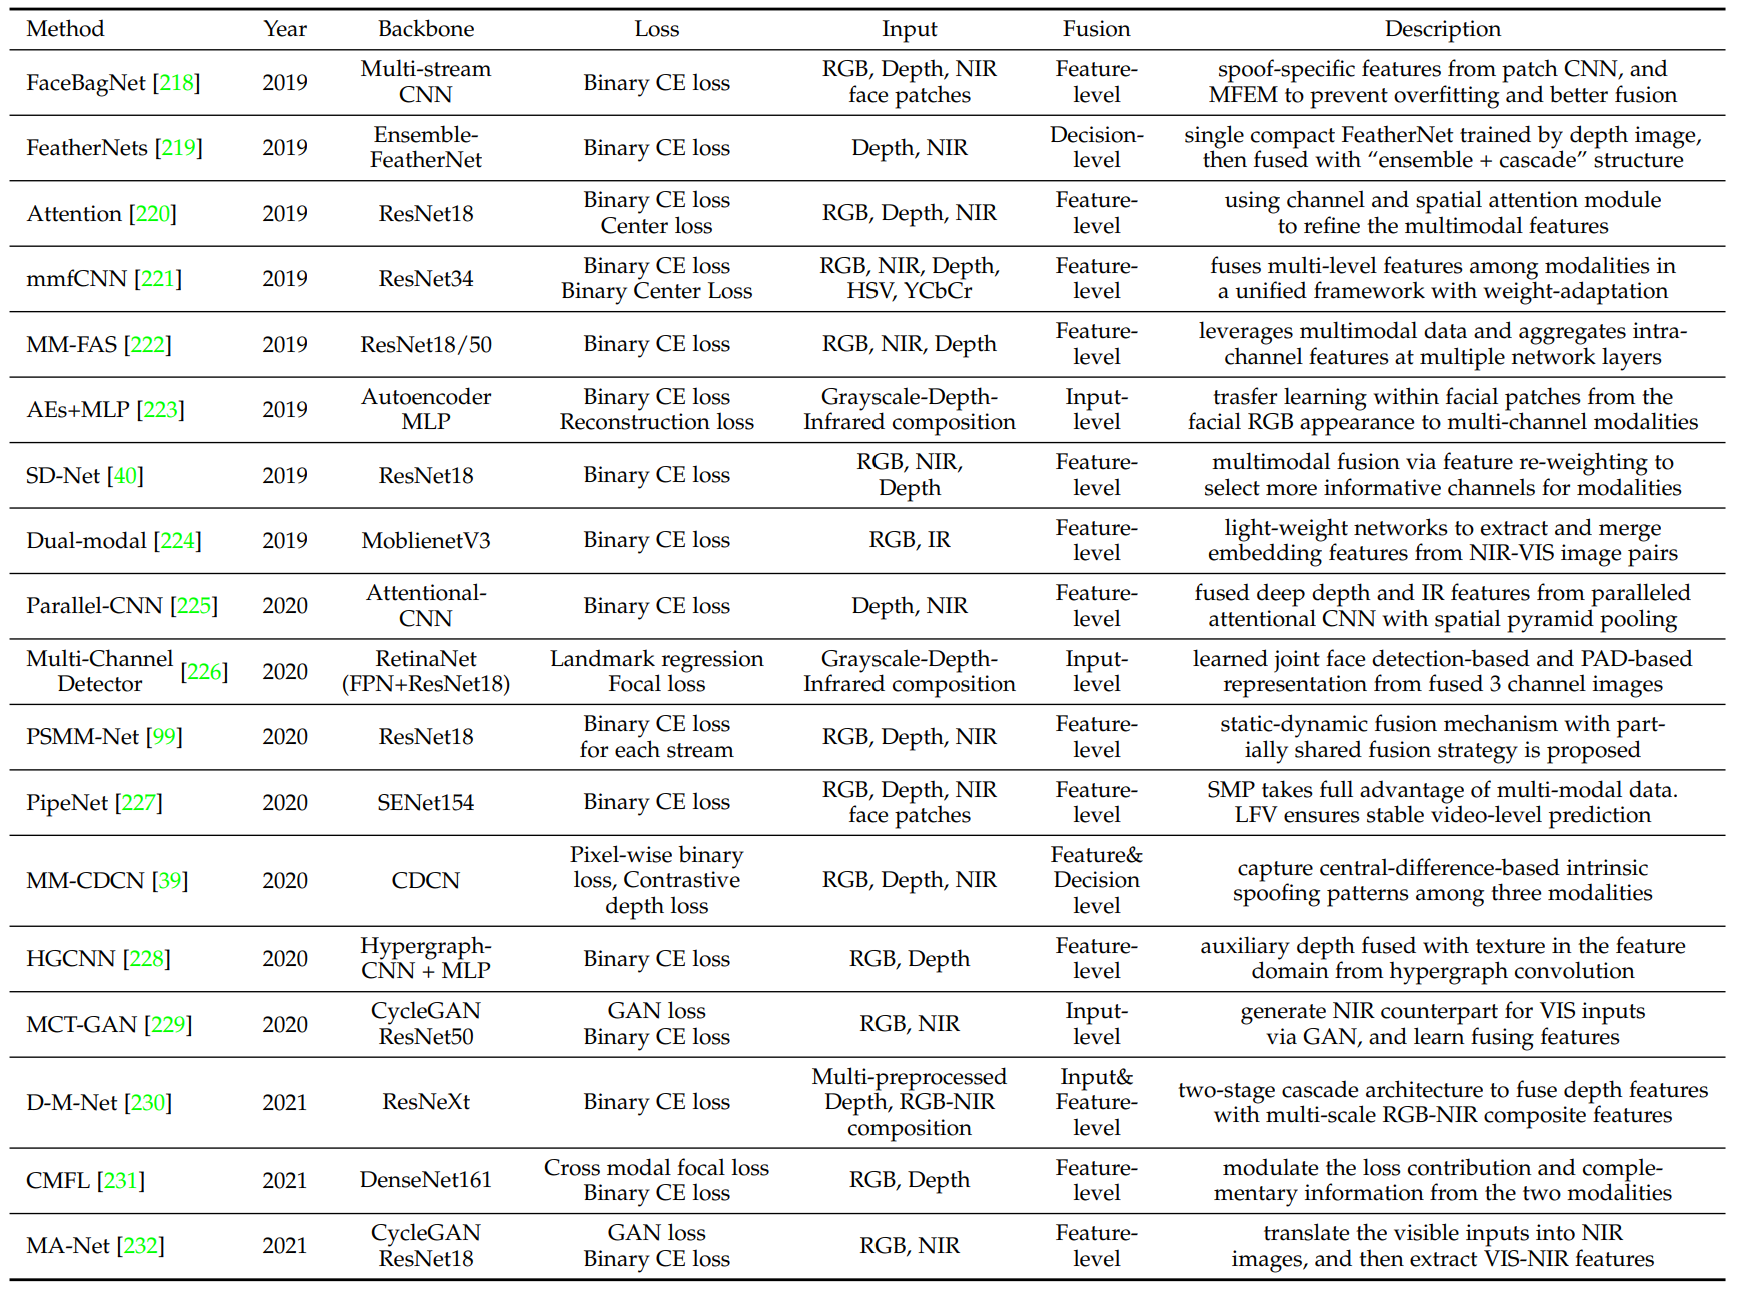 Method Year Backbone Loss Input Fusion Description
FaceBagNet [218] 2019 Multi-stream CNN Binary CE loss RGB, Depth, NIR face patches Feature-level spoof-specific features from patch CNN, and MFEM to prevent overfitting and better fusion
FeatherNets [219] 2019 Ensemble-FeatherNet Binary CE loss Depth, NIR Decision-level single compact FeatherNet trained by depth image, then fused with “ensemble + cascade” structure
Attention [220] 2019 ResNet18 Binary CE loss Center loss RGB, Depth, NIR Feature-level using channel and spatial attention module to refine the multimodal features
mmfCNN [221] 2019 ResNet34 Binary CE loss Binary Center Loss RGB, NIR, Depth, HSV, YCbCr Feature-level fuses multi-level features among modalities in a unified framework with weight-adaptation
MM-FAS [222] 2019 ResNet18/50 Binary CE loss RGB, NIR, Depth Feature-level leverages multimodal data and aggregates intra-channel features at multiple network layers
AEs+MLP [223] 2019 Autoencoder MLP Binary CE loss Reconstruction loss Grayscale-Depth-Infrared composition Input-level trasfer learning within facial patches from the facial RGB appearance to multi-channel modalities
SD-Net [40] 2019 ResNet18 Binary CE loss RGB, NIR, Depth Feature-level multimodal fusion via feature re-weighting to select more informative channels for modalities
Dual-modal [224] 2019 MoblienetV3 Binary CE loss RGB, IR Feature-level light-weight networks to extract and merge embedding features from NIR-VIS image pairs
Parallel-CNN [225] 2020 Attentional-CNN Binary CE loss Depth, NIR Feature-level fused deep depth and IR features from paralleled attentional CNN with spatial pyramid pooling
Multi-Channel Detector [226] 2020 RetinaNet (FPN+ResNet18) Landmark regression Focal loss Grayscale-Depth-Infrared composition Input-level learned joint face detection-based and PAD-based representation from fused 3 channel images
PSMM-Net [99] 2020 ResNet18 Binary CE loss for each stream RGB, Depth, NIR Feature-level static-dynamic fusion mechanism with part-ially shared fusion strategy is proposed
PipeNet [227] 2020 SENet154 Binary CE loss RGB, Depth, NIR face patches Feature-level SMP takes full advantage of multi-modal data. LFV ensures stable video-level prediction
MM-CDCN [39] 2020 CDCN Pixel-wise binary loss, Contrastive depth loss RGB, Depth, NIR Feature& Decision level capture central-difference-based intrinsic spoofing patterns among three modalities
HGCNN [228] 2020 Hypergraph-CNN + MLP Binary CE loss RGB, Depth Feature-level auxiliary depth fused with texture in the feature domain from hypergraph convolution
MCT-GAN [229] 2020 CycleGAN ResNet50 GAN loss Binary CE loss RGB, NIR Input-level generate NIR counterpart for VIS inputs via GAN, and learn fusing features
D-M-Net [230] 2021 ResNeXt Binary CE loss Multi-preprocessed Depth, RGB-NIR composition Input& Feature-level two-stage cascade architecture to fuse depth features with multi-scale RGB-NIR composite features
CMFL [231] 2021 DenseNet161 Cross modal focal loss Binary CE loss RGB, Depth Feature-level modulate the loss contribution and comple-mentary information from the two modalities
MA-Net [232] 2021 CycleGAN ResNet18 GAN loss Binary CE loss RGB, NIR Feature-level translate the visible inputs into NIR images, and then extract VIS-NIR features